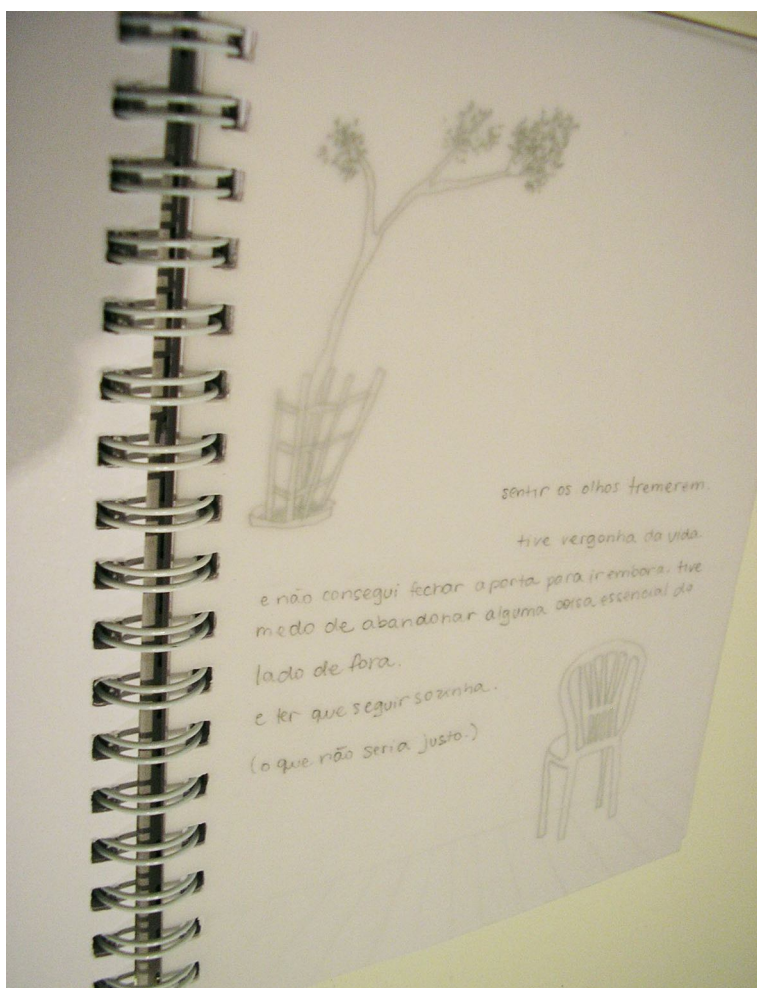 sentir os olhos tremerem.
tive vergonha da vida
e não consegui fechar a porta para ir embora. tive
medo de abandonar alguma coisa essencial do
lado de fora.
e ter que seguir sozinha.
(o que não seria justo.)